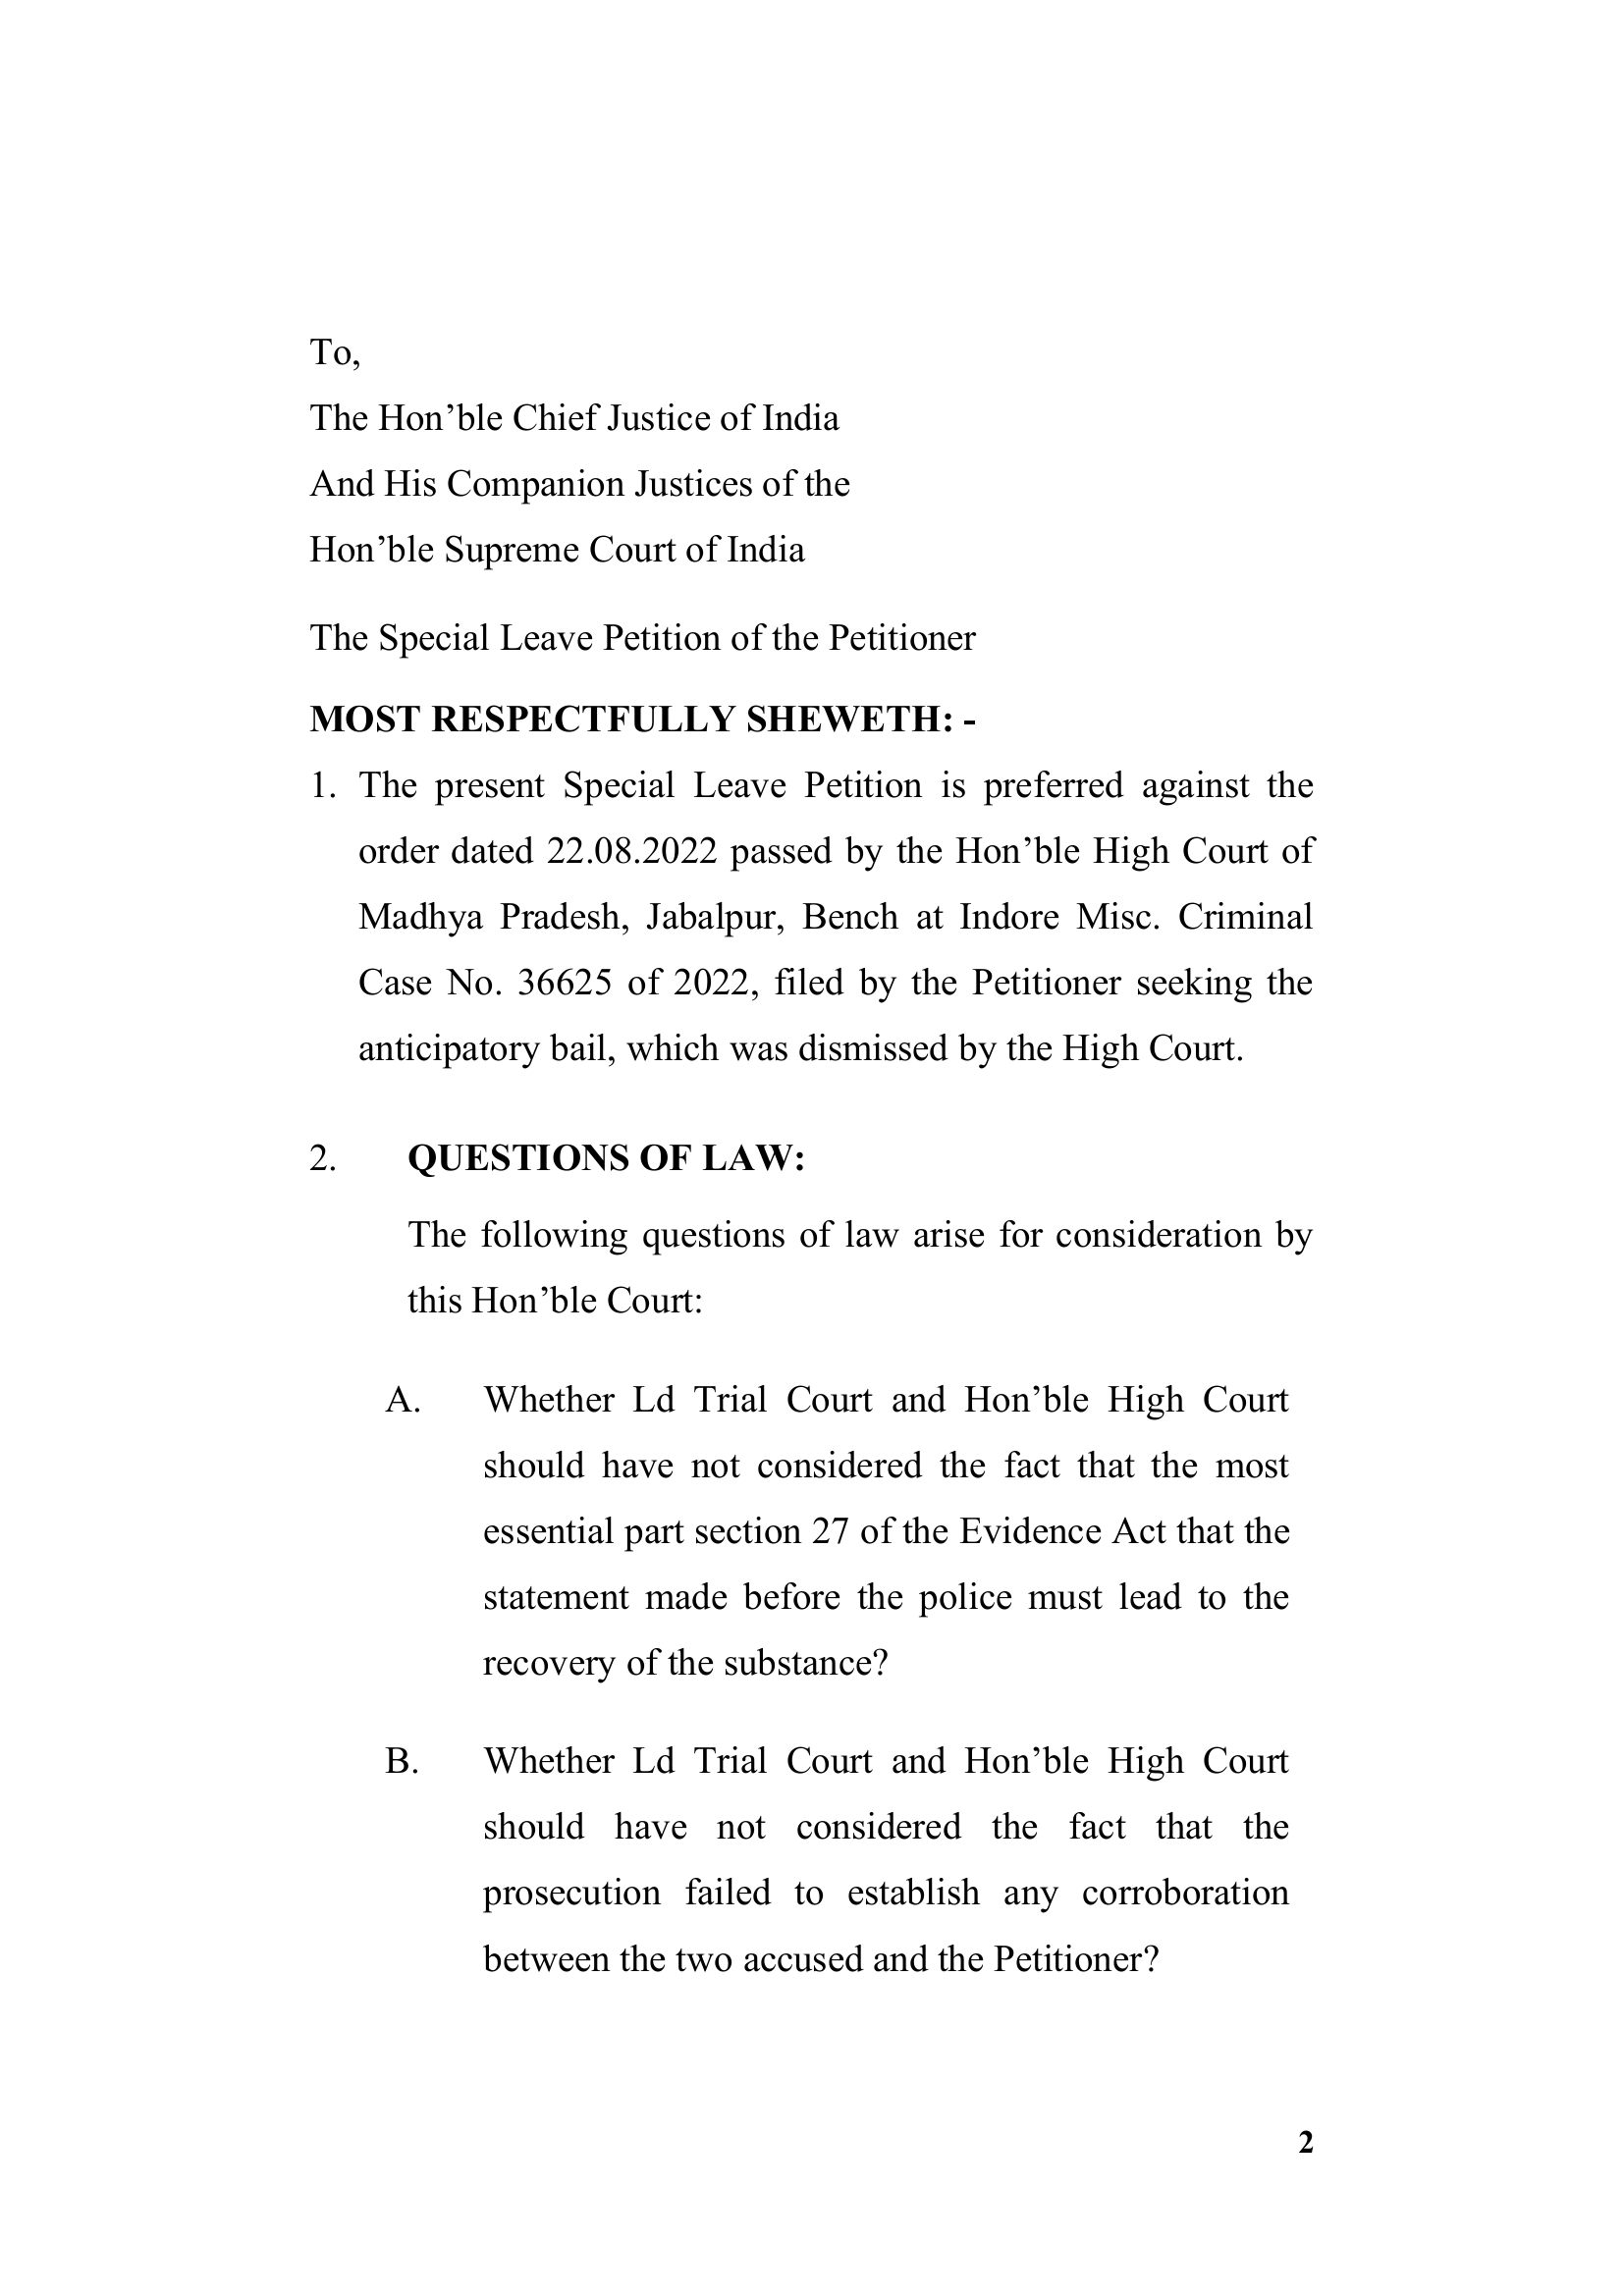 To,
The Hon’ble Chief Justice of India
And His Companion Justices of the
Hon’ble Supreme Court of India
The Special Leave Petition of the Petitioner
MOST RESPECTFULLY SHEWETH: -
1. The present Special Leave Petition is preferred against the
order dated 22.08.2022 passed by the Hon’ble High Court of
Madhya Pradesh, Jabalpur, Bench at Indore Misc. Criminal
Case No. 36625 of 2022, filed by the Petitioner seeking the
anticipatory bail, which was dismissed by the High Court.
2. QUESTIONS OF LAW:
The following questions of law arise for consideration by
this Hon’ble Court:
A. Whether Ld Trial Court and Hon’ble High Court
should have not considered the fact that the most
essential part section 27 of the Evidence Act that the
statement made before the police must lead to the
recovery of the substance?
B. Whether Ld Trial Court and Hon’ble High Court
should have not considered the fact that the
prosecution failed to establish any corroboration
between the two accused and the Petitioner?
2